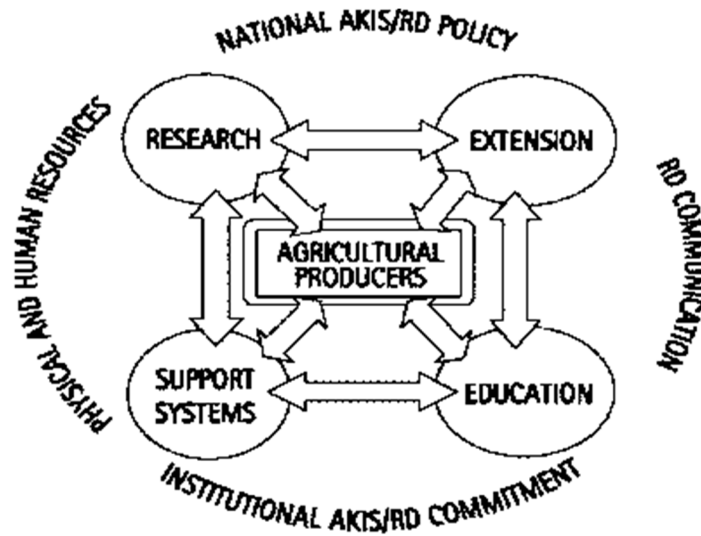 NATIONAL AKIS/RD POLICY
RESEARCH
EXTENSION
PHYSICAL AND HUMAN RESOURCES
RD COMMUNICATION
AGRICULTURAL
PRODUCERS
SUPPORT
SYSTEMS
EDUCATION
INSTITUTIONAL AKIS/RD COMMITMENT